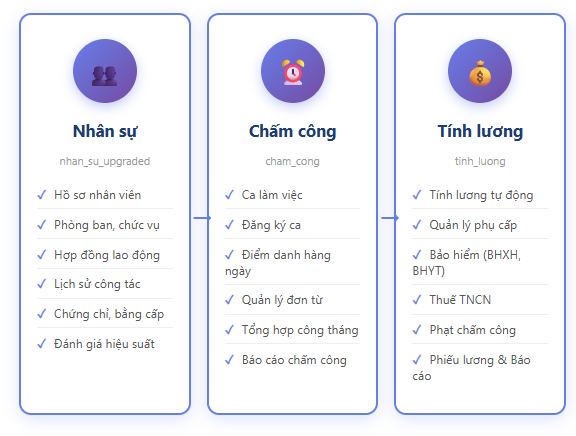 Nhân sự
nhan_su_upgraded
✓ Hồ sơ nhân viên
✓ Phòng ban, chức vụ
✓ Hợp đồng lao động
✓ Lịch sử công tác
✓ Chứng chỉ, bằng cấp
✓ Đánh giá hiệu suất
Chấm công
cham_cong
✓ Ca làm việc
✓ Đăng ký ca
✓ Điểm danh hàng
ngày
✓ Quản lý đơn từ
✓ Tổng hợp công tháng
✓ Báo cáo chấm công
Tính lương
tinh_luong
✓ Tính lương tự động
✓ Quản lý phụ cấp
✓ Bảo hiểm (BHXH,
BHYT)
✓ Thuế TNCN
✓ Phạt chấm công
✓ Phiếu lương & Báo
cáo